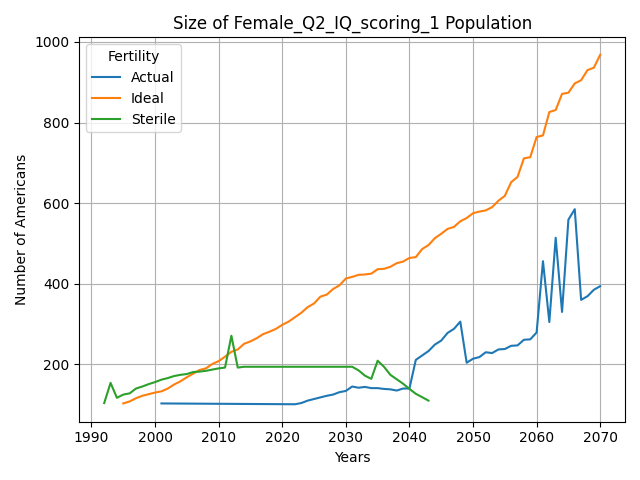 Size of Female_Q2_IQ_scoring_1 Population
Fertility
Actual
Ideal
Sterile
Number of Americans
1000
800
600
400
200
1990 2000 2010 2020 2030 2040 2050 2060 2070
Years